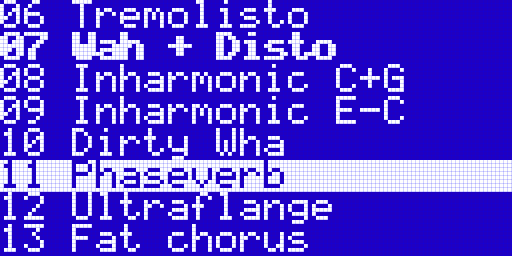 06 Tremolisto
07 Wah + Disto
08 Inharmonic C+G
09 Inharmonic E-C
10 Dirty Wha
11 Phaseverb
12 Ultraflange
13 Fat chorus